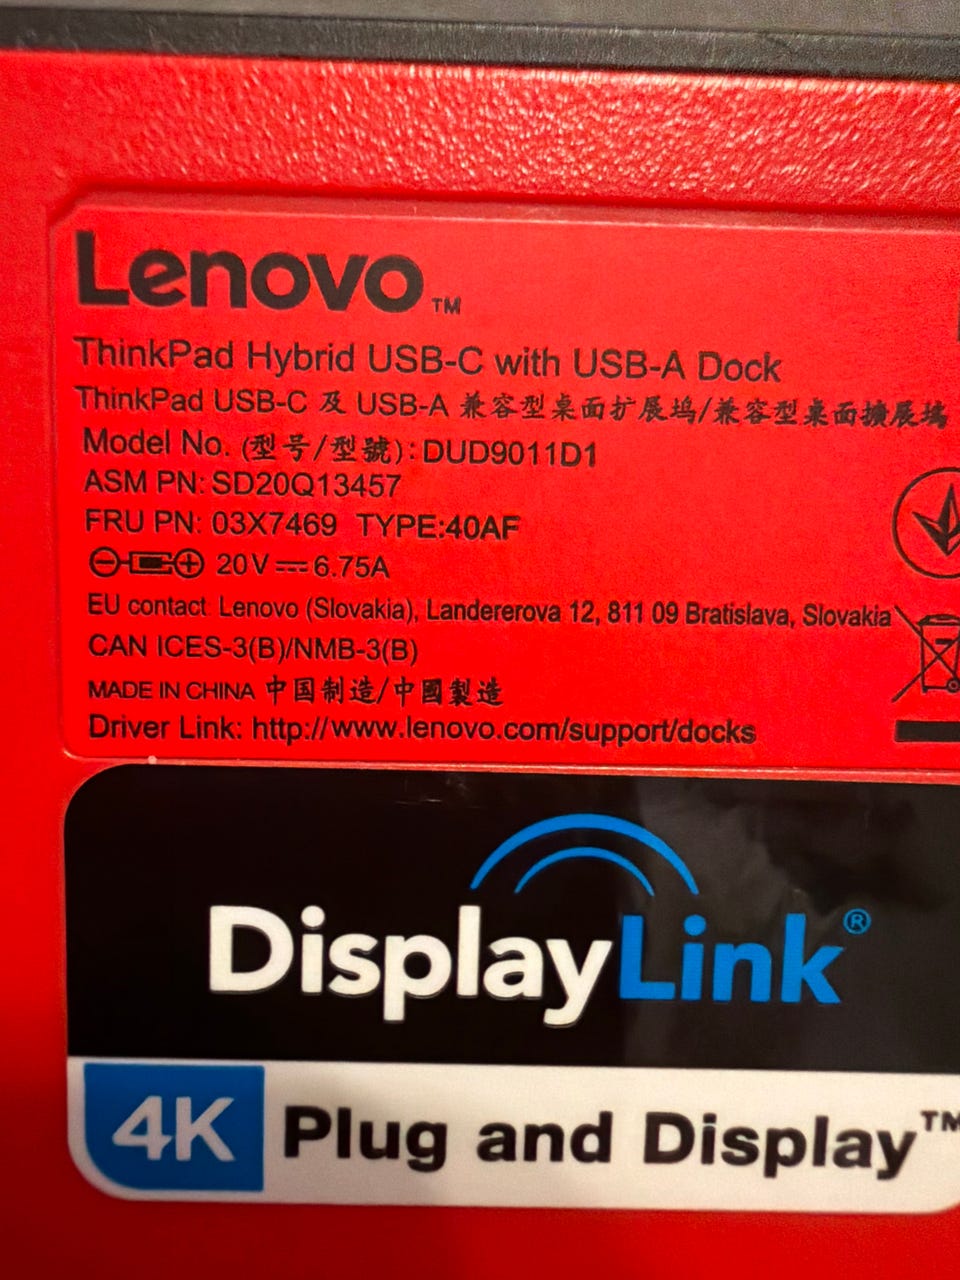 Lenovo™
ThinkPad Hybrid USB-C with USB-A Dock
ThinkPad USB-C 及 USB-A 兼容型桌面扩展坞/兼容型桌面擴展塢
Model No. (型号/型號): DUD9011D1
ASM PN: SD20Q13457
FRU PN: 03X7469 TYPE:40AF
20V⎓6.75A
EU contact Lenovo (Slovakia), Landererova 12, 811 09 Bratislava, Slovakia
CAN ICES-3(B)/NMB-3(B)
MADE IN CHINA 中国制造/中國製造
Driver Link: http://www.lenovo.com/support/docks
DisplayLink®
4K Plug and Display™